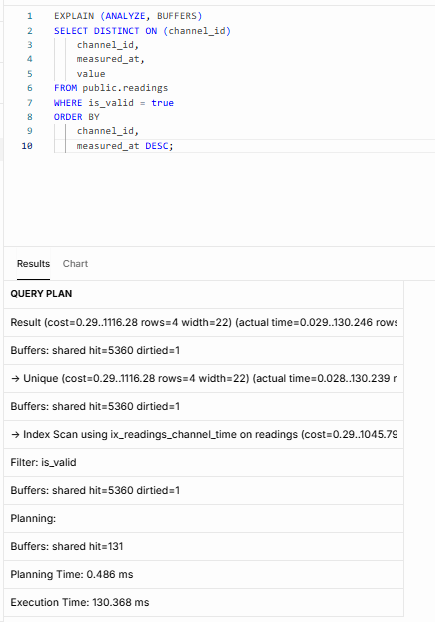 1 EXPLAIN (ANALYZE, BUFFERS)
2 SELECT DISTINCT ON (channel_id)
3 channel_id,
4 measured_at,
5 value
6 FROM public.readings
7 WHERE is_valid = true
8 ORDER BY
9 channel_id,
10 measured_at DESC;
Results Chart
QUERY PLAN
Result (cost=0.29..1116.28 rows=4 width=22) (actual time=0.029..130.246 rows
Buffers: shared hit=5360 dirtied=1
→ Unique (cost=0.29..1116.28 rows=4 width=22) (actual time=0.028..130.239 r
Buffers: shared hit=5360 dirtied=1
→ Index Scan using ix_readings_channel_time on readings (cost=0.29..1045.79
Filter: is_valid
Buffers: shared hit=5360 dirtied=1
Planning:
Buffers: shared hit=131
Planning Time: 0.486 ms
Execution Time: 130.368 ms